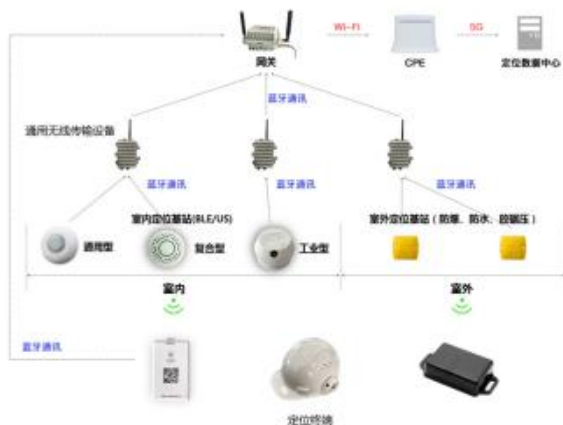 Wi-Fi
5G
网关
CPE
定位数据中心
蓝牙通讯
通用无线传输设备
蓝牙通讯
蓝牙通讯
蓝牙通讯
室内定位基站(BLE/US)
室外定位基站(防爆、防水、胶辗压)
通用型
复合型
工业型
室内
室外
蓝牙通讯
定位终端